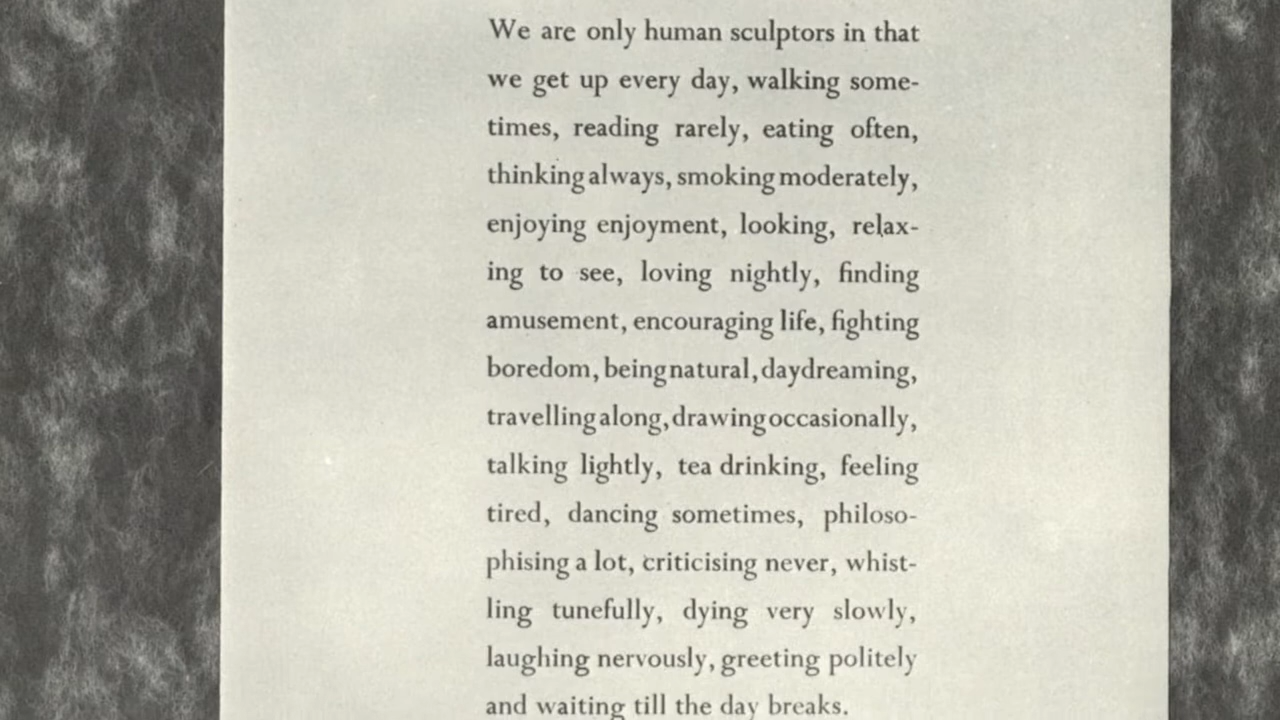 We are only human sculptors in that
we get up every day, walking some-
times, reading rarely, eating often,
thinking always, smoking moderately,
enjoying enjoyment, looking, relax-
ing to see, loving nightly, finding
amusement, encouraging life, fighting
boredom, being natural, daydreaming,
travelling along, drawing occasionally,
talking lightly, tea drinking, feeling
tired, dancing sometimes, philoso-
phising a lot, criticising never, whist-
ling tunefully, dying very slowly,
laughing nervously, greeting politely
and waiting till the day breaks.